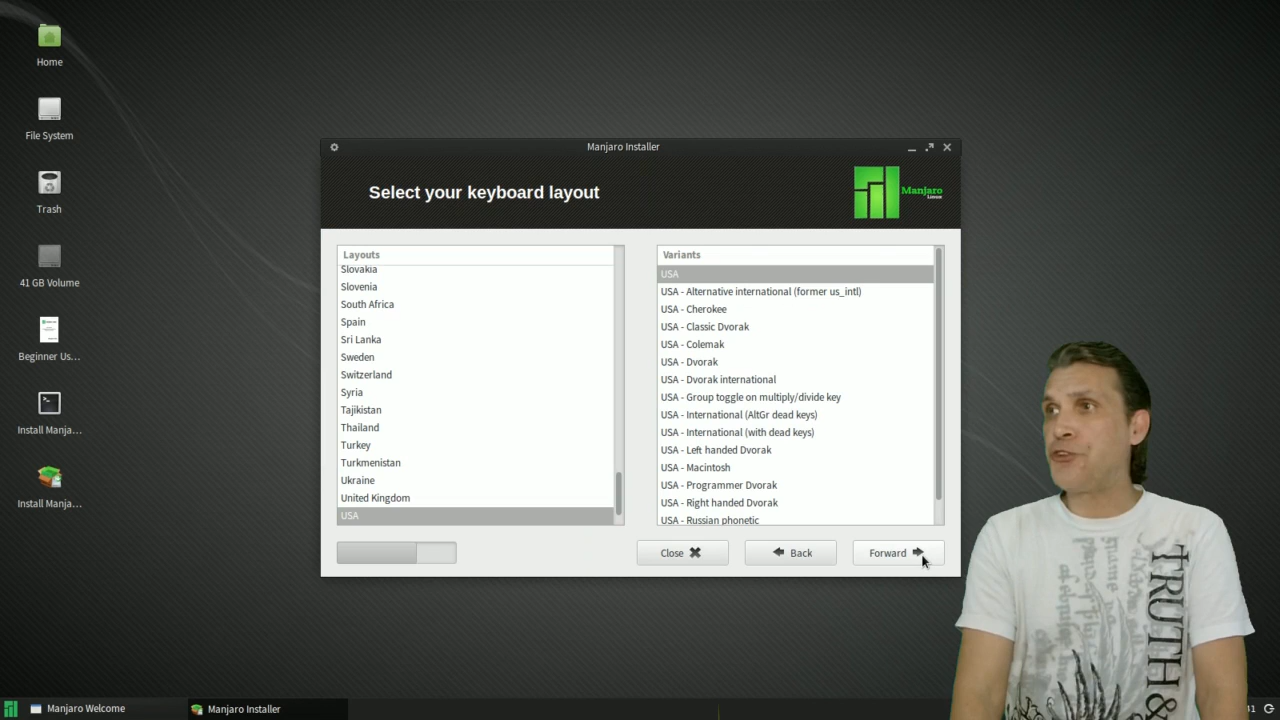 Home
File System
Trash
41 GB Volume
Beginner Us...
Install Manja...
Install Manja...
Manjaro Installer
Select your keyboard layout
Manjaro
Linux
Layouts
Slovakia
Slovenia
South Africa
Spain
Sri Lanka
Sweden
Switzerland
Syria
Tajikistan
Thailand
Turkey
Turkmenistan
Ukraine
United Kingdom
USA
Variants
USA
USA - Alternative international (former us_intl)
USA - Cherokee
USA - Classic Dvorak
USA - Colemak
USA - Dvorak
USA - Dvorak international
USA - Group toggle on multiply/divide key
USA - International (AltGr dead keys)
USA - International (with dead keys)
USA - Left handed Dvorak
USA - Macintosh
USA - Programmer Dvorak
USA - Right handed Dvorak
USA - Russian phonetic
Close
Back
Forward
TRUTH &
Manjaro Welcome
Manjaro Installer